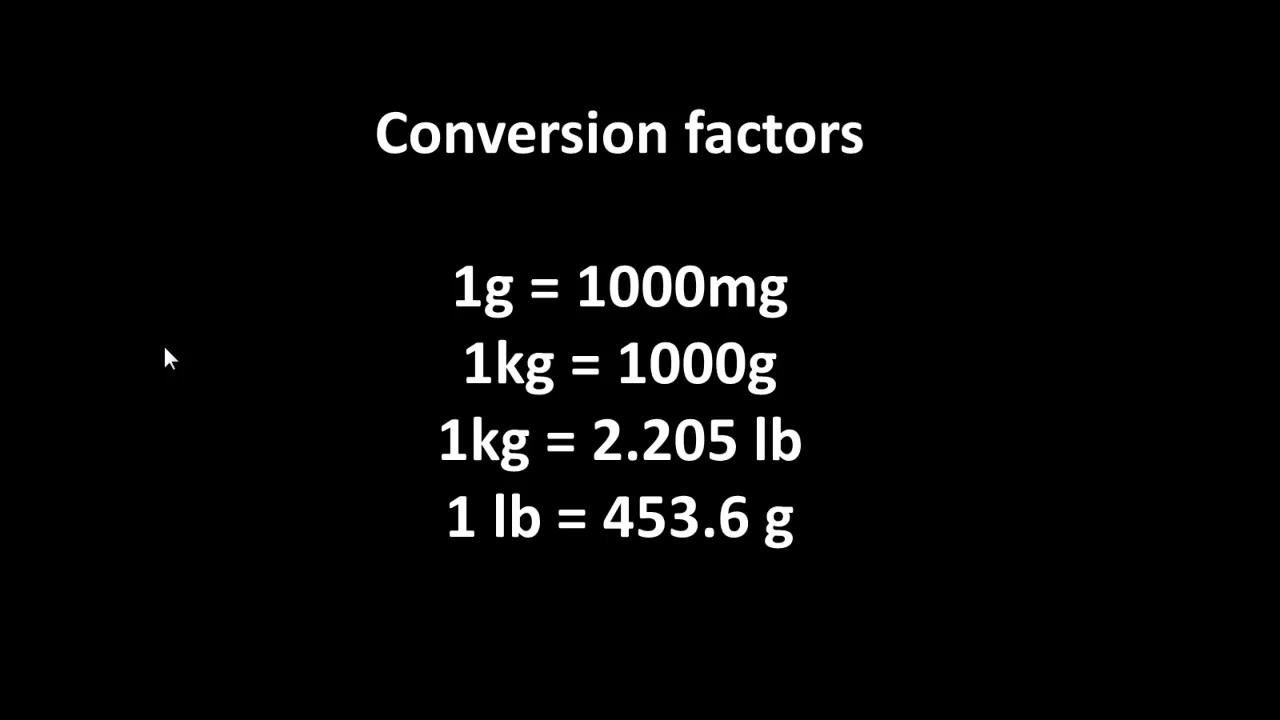 Conversion factors
1g = 1000mg
1kg = 1000g
1kg = 2.205 lb
1 lb = 453.6 g